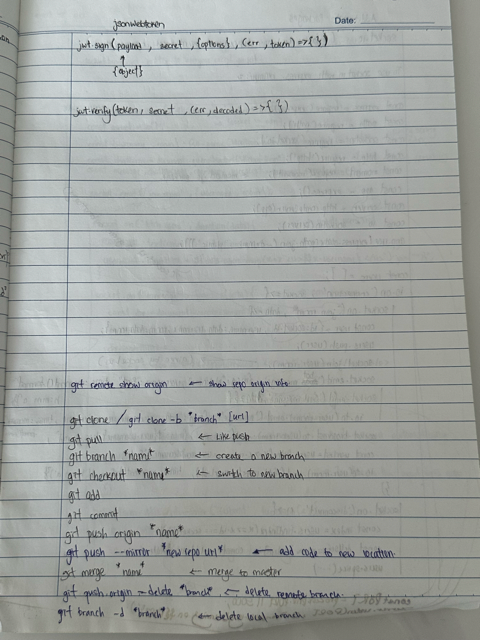 jsonwebtoken
Date:
jwt.sign(payload, secret, {options}, (err, token)=>{ })
↑
{object}
jwt.verify(token, secret, (err, decoded)=>{ })
git remote show origin ← show repo origin info
git clone / git clone -b *branch* [url]
git pull ← like push
git branch *name* ← create a new branch
git checkout *name* ← switch to new branch
git add
git commit
git push origin *name*
git push --mirror *new repo url* ← add code to new location
git merge *name* ← merge to master
git push origin --delete *branch* ← delete remote branch
git branch -d *branch* ← delete local branch